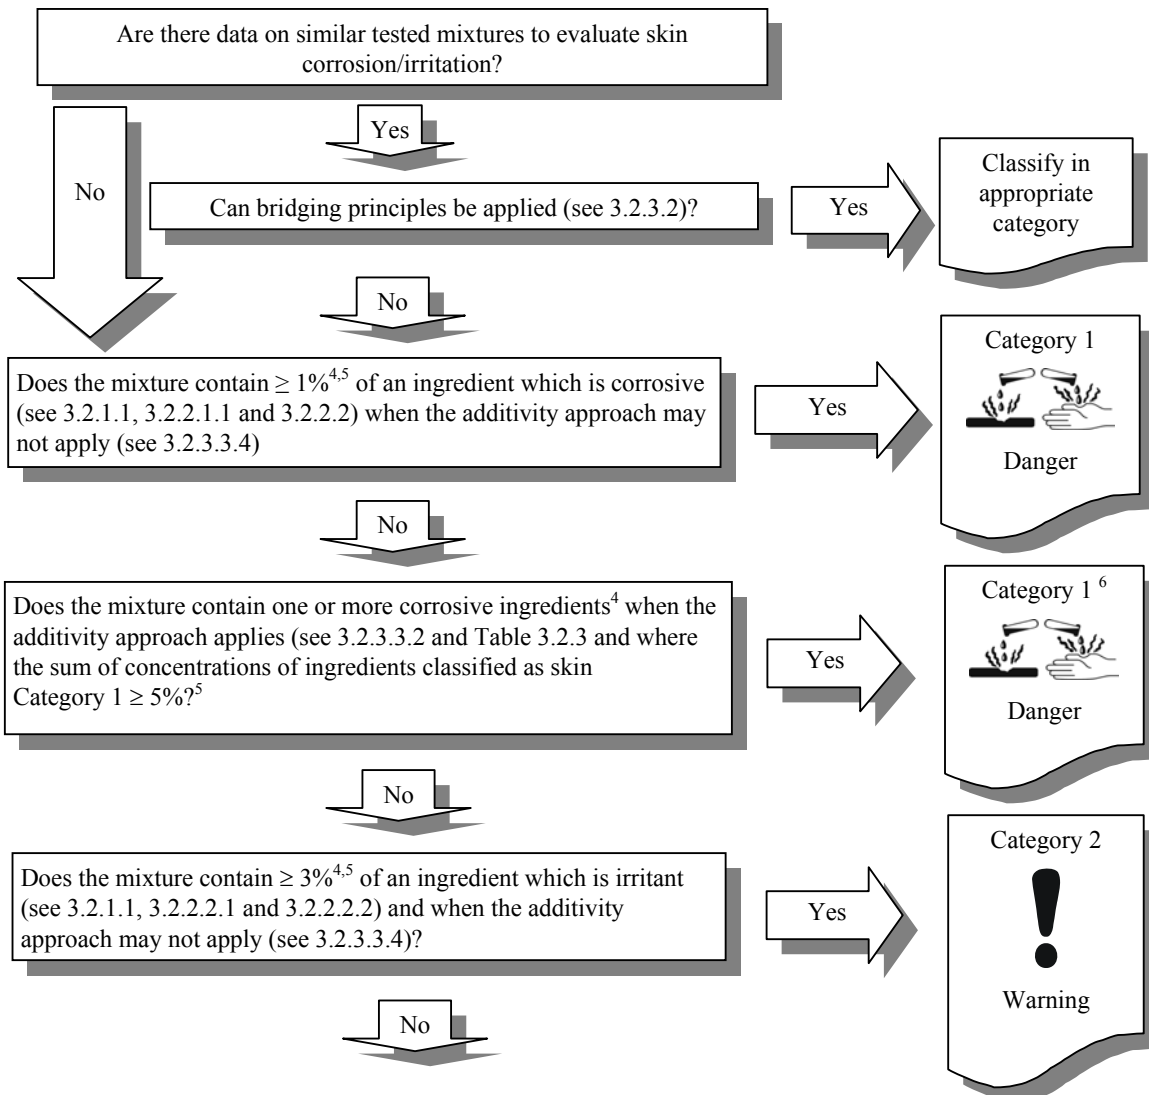 Are there data on similar tested mixtures to evaluate skin
corrosion/irritation?
Yes
No
Can bridging principles be applied (see 3.2.3.2)?
Yes
Classify in
appropriate
category
No
Does the mixture contain ≥ 1%4,5 of an ingredient which is corrosive
(see 3.2.1.1, 3.2.2.1.1 and 3.2.2.2) when the additivity approach may
not apply (see 3.2.3.3.4)
Yes
Category 1
Danger
No
Does the mixture contain one or more corrosive ingredients4 when the
additivity approach applies (see 3.2.3.3.2 and Table 3.2.3 and where
the sum of concentrations of ingredients classified as skin
Category 1 ≥ 5%?5
Yes
Category 1 6
Danger
No
Does the mixture contain ≥ 3%4,5 of an ingredient which is irritant
(see 3.2.1.1, 3.2.2.2.1 and 3.2.2.2.2) and when the additivity
approach may not apply (see 3.2.3.3.4)?
Yes
Category 2
Warning
No